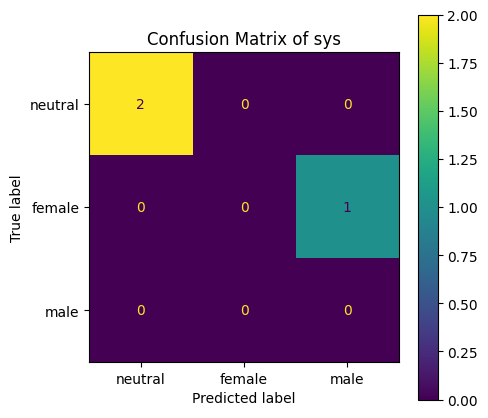 Confusion Matrix of sys
True label
neutral
female
male
2 0 0
0 0 1
0 0 0
neutral female male
Predicted label
2.00
1.75
1.50
1.25
1.00
0.75
0.50
0.25
0.00